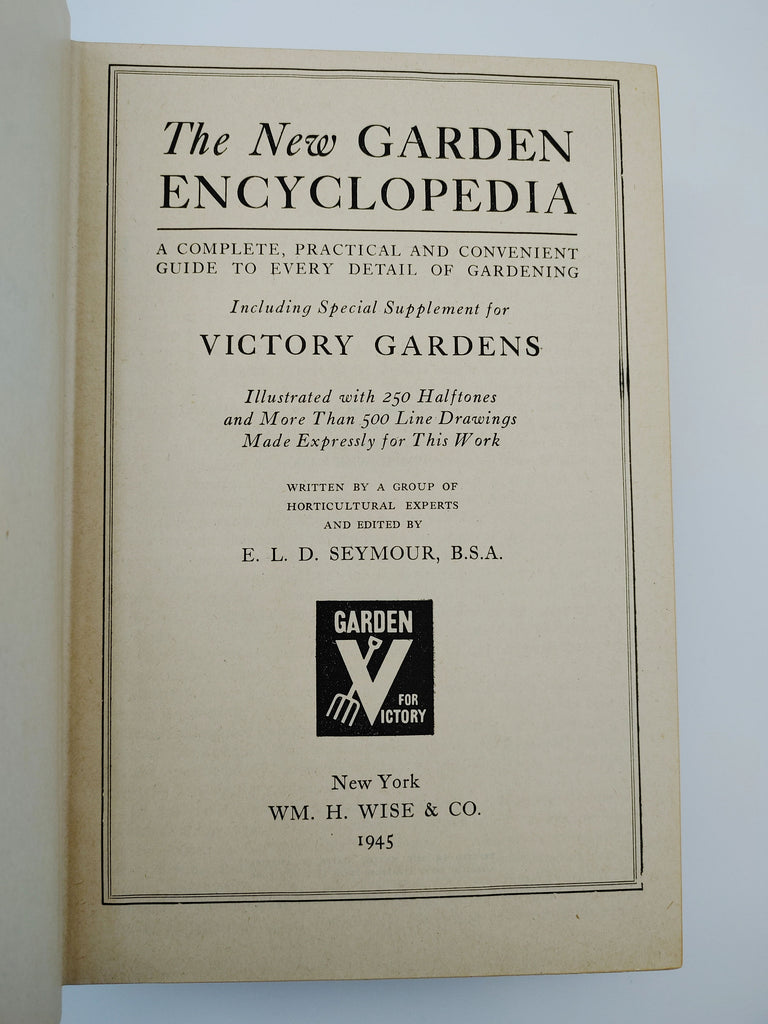 The New GARDEN
ENCYCLOPEDIA
A COMPLETE, PRACTICAL AND CONVENIENT
GUIDE TO EVERY DETAIL OF GARDENING
Including Special Supplement for
VICTORY GARDENS
Illustrated with 250 Halftones
and More Than 500 Line Drawings
Made Expressly for This Work
WRITTEN BY A GROUP OF
HORTICULTURAL EXPERTS
AND EDITED BY
E. L. D. SEYMOUR, B.S.A.
GARDEN
FOR
VICTORY
New York
WM. H. WISE & CO.
1945